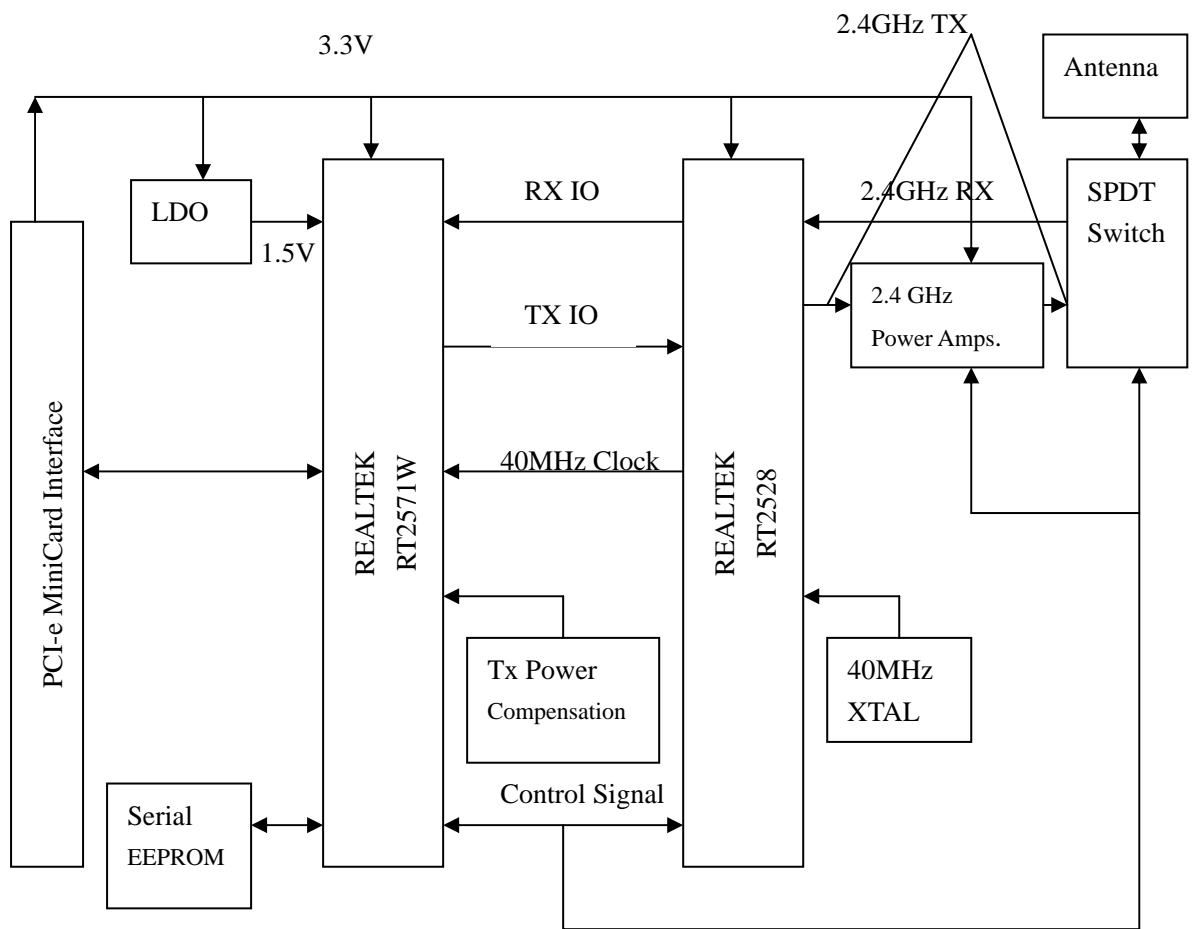 3.3V
2.4GHz TX
Antenna
LDO
1.5V
RX IO
2.4GHz RX
SPDT
Switch
TX IO
2.4 GHz
Power Amps.
PCI-e MiniCard Interface
REALTEK
RT2571W
40MHz Clock
REALTEK
RT2528
Tx Power
Compensation
40MHz
XTAL
Serial
EEPROM
Control Signal